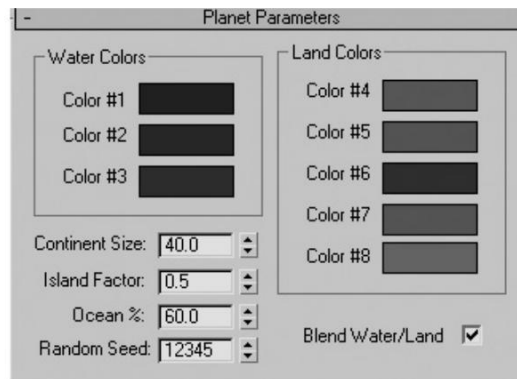 - Planet Parameters
Water Colors
Color #1
Color #2
Color #3
Continent Size: 40.0
Island Factor: 0.5
Ocean %: 60.0
Random Seed: 12345
Land Colors
Color #4
Color #5
Color #6
Color #7
Color #8
Blend Water/Land